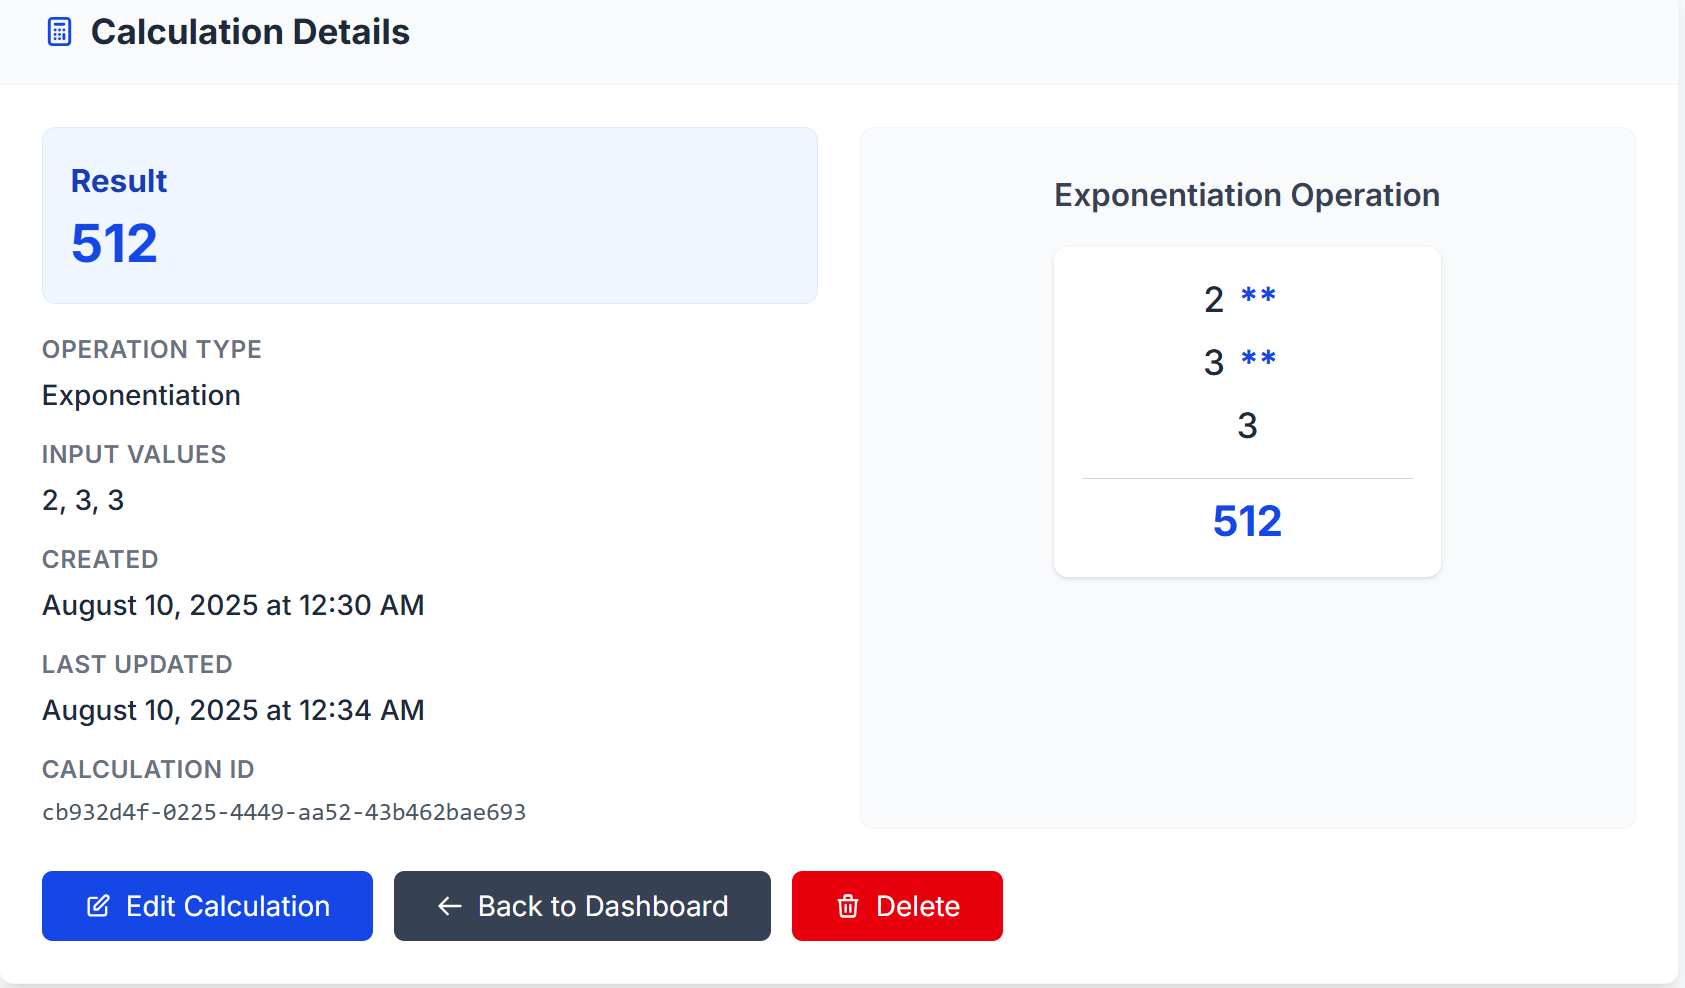 Calculation Details
Result
512
OPERATION TYPE
Exponentiation
INPUT VALUES
2, 3, 3
CREATED
August 10, 2025 at 12:30 AM
LAST UPDATED
August 10, 2025 at 12:34 AM
CALCULATION ID
cb932d4f-0225-4449-aa52-43b462bae693
Exponentiation Operation
2 **
3 **
3
512
Edit Calculation
Back to Dashboard
Delete